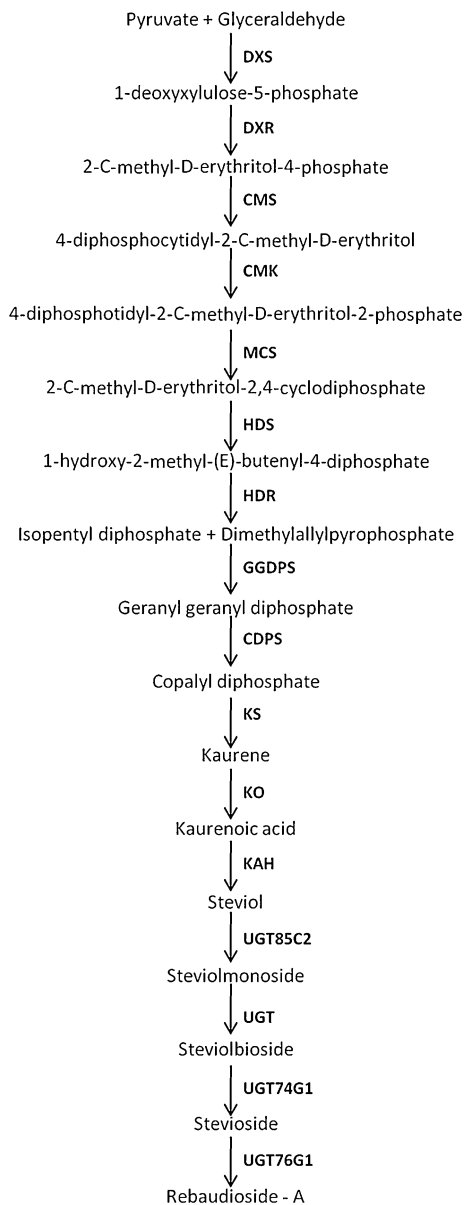 Pyruvate + Glyceraldehyde
DXS
1-deoxyxylulose-5-phosphate
DXR
2-C-methyl-D-erythritol-4-phosphate
CMS
4-diphosphocytidyl-2-C-methyl-D-erythritol
CMK
4-diphosphotidyl-2-C-methyl-D-erythritol-2-phosphate
MCS
2-C-methyl-D-erythritol-2,4-cyclodiphosphate
HDS
1-hydroxy-2-methyl-(E)-butenyl-4-diphosphate
HDR
Isopentyl diphosphate + Dimethylallylpyrophosphate
GGDPS
Geranyl geranyl diphosphate
CDPS
Copalyl diphosphate
KS
Kaurene
KO
Kaurenoic acid
KAH
Steviol
UGT85C2
Steviolmonoside
UGT
Steviolbioside
UGT74G1
Stevioside
UGT76G1
Rebaudioside - A